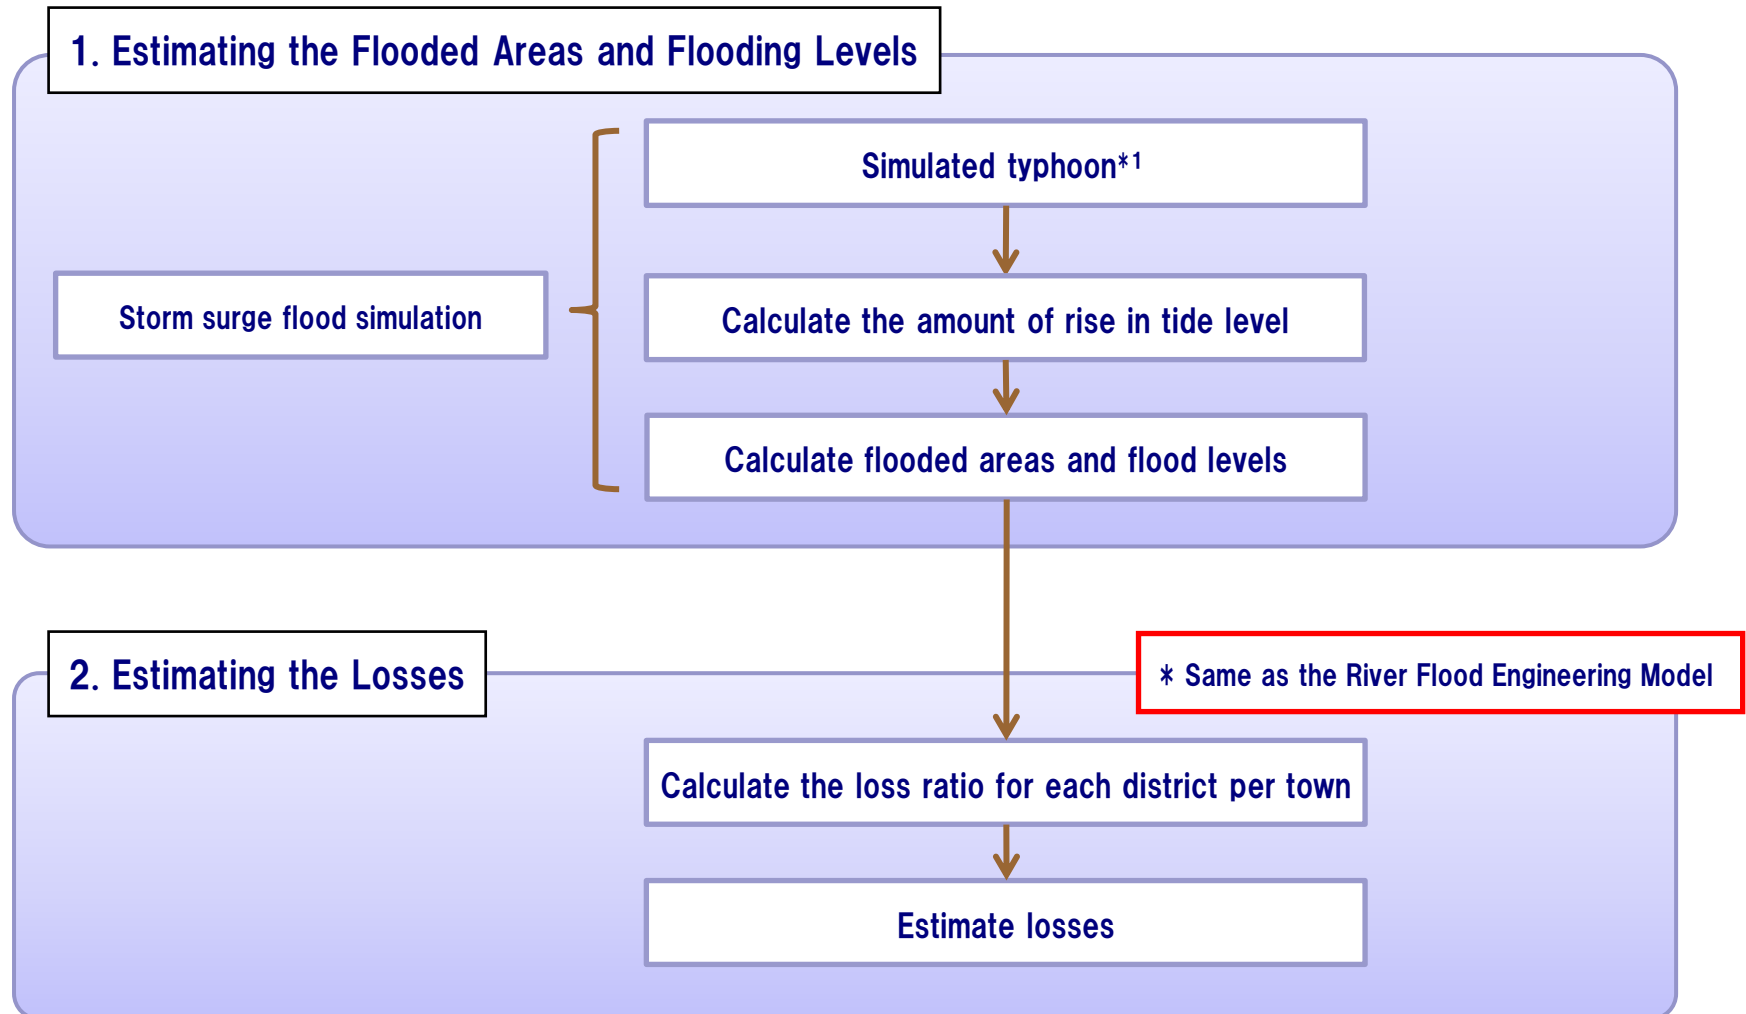 1. Estimating the Flooded Areas and Flooding Levels
Simulated typhoon*1
Storm surge flood simulation
Calculate the amount of rise in tide level
Calculate flooded areas and flood levels
2. Estimating the Losses
* Same as the River Flood Engineering Model
Calculate the loss ratio for each district per town
Estimate losses